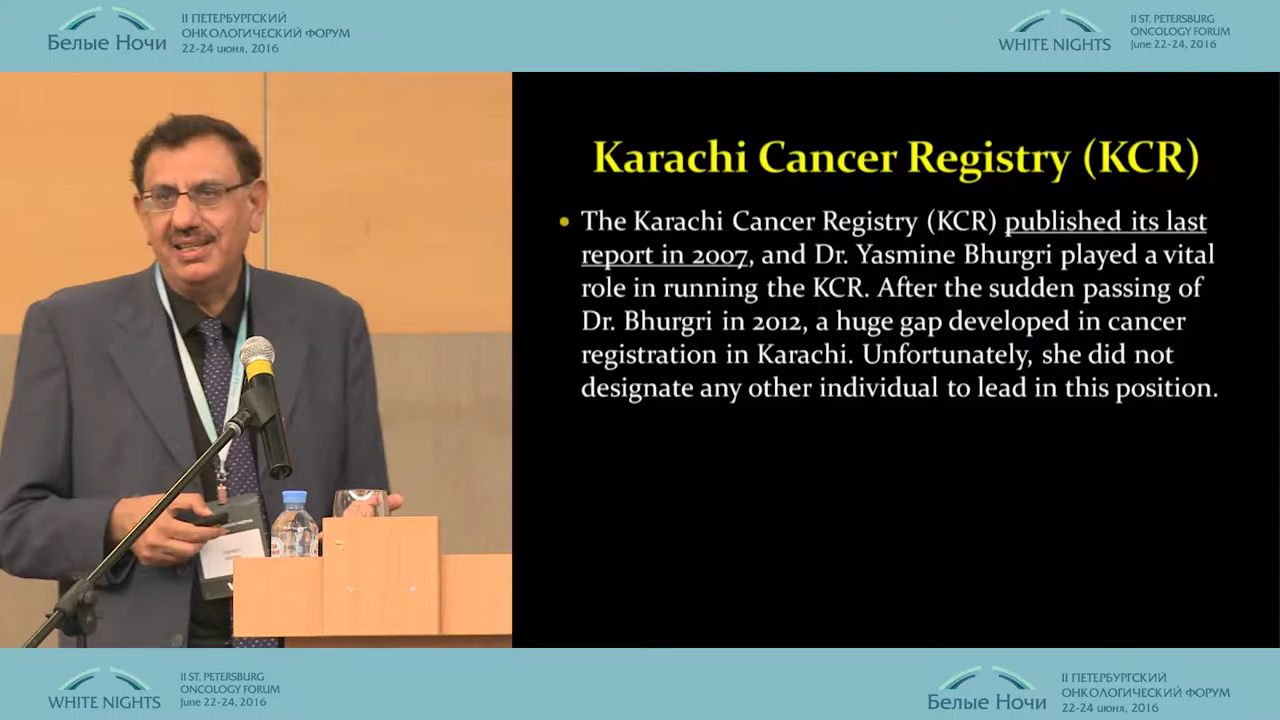 Белые Ночи
II ПЕТЕРБУРГСКИЙ
ОНКОЛОГИЧЕСКИЙ ФОРУМ
22-24 июня, 2016
WHITE NIGHTS
II ST. PETERSBURG
ONCOLOGY FORUM
June 22-24, 2016
Karachi Cancer Registry (KCR)
• The Karachi Cancer Registry (KCR) published its last
report in 2007, and Dr. Yasmine Bhurgri played a vital
role in running the KCR. After the sudden passing of
Dr. Bhurgri in 2012, a huge gap developed in cancer
registration in Karachi. Unfortunately, she did not
designate any other individual to lead in this position.
WHITE NIGHTS
II ST. PETERSBURG
ONCOLOGY FORUM
June 22-24, 2016
Белые Ночи
II ПЕТЕРБУРГСКИЙ
ОНКОЛОГИЧЕСКИЙ ФОРУМ
22-24 июня, 2016